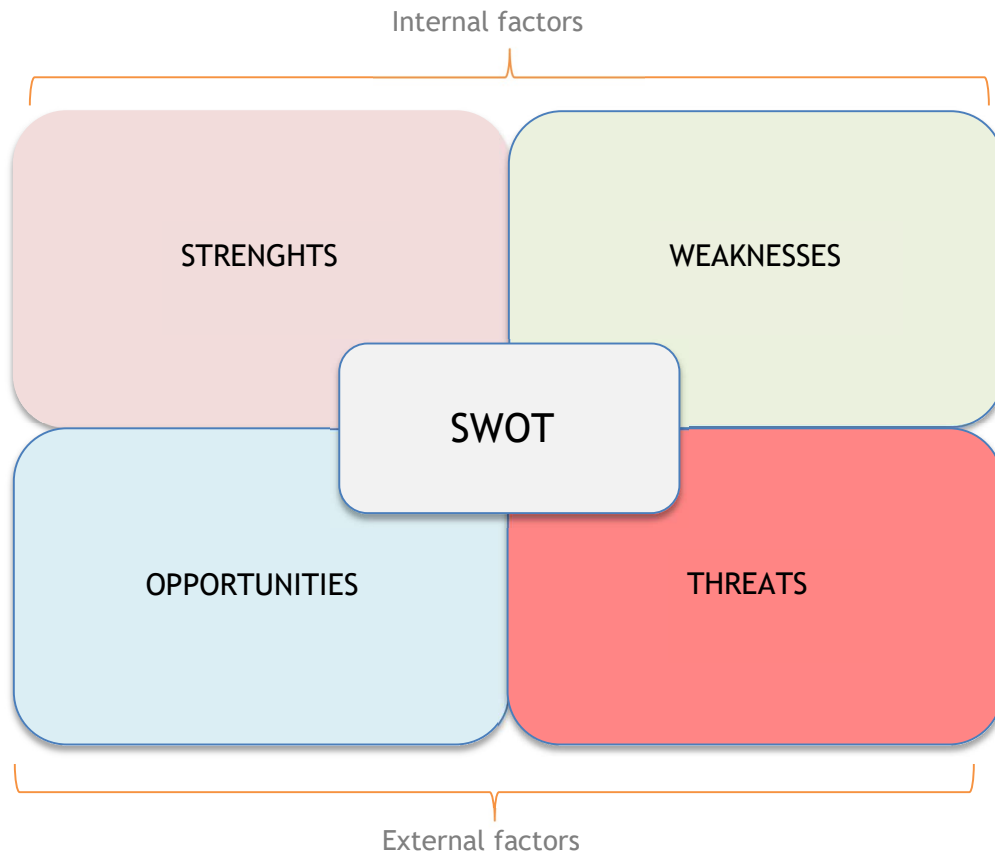 Internal factors
STRENGHTS
WEAKNESSES
SWOT
OPPORTUNITIES
THREATS
External factors